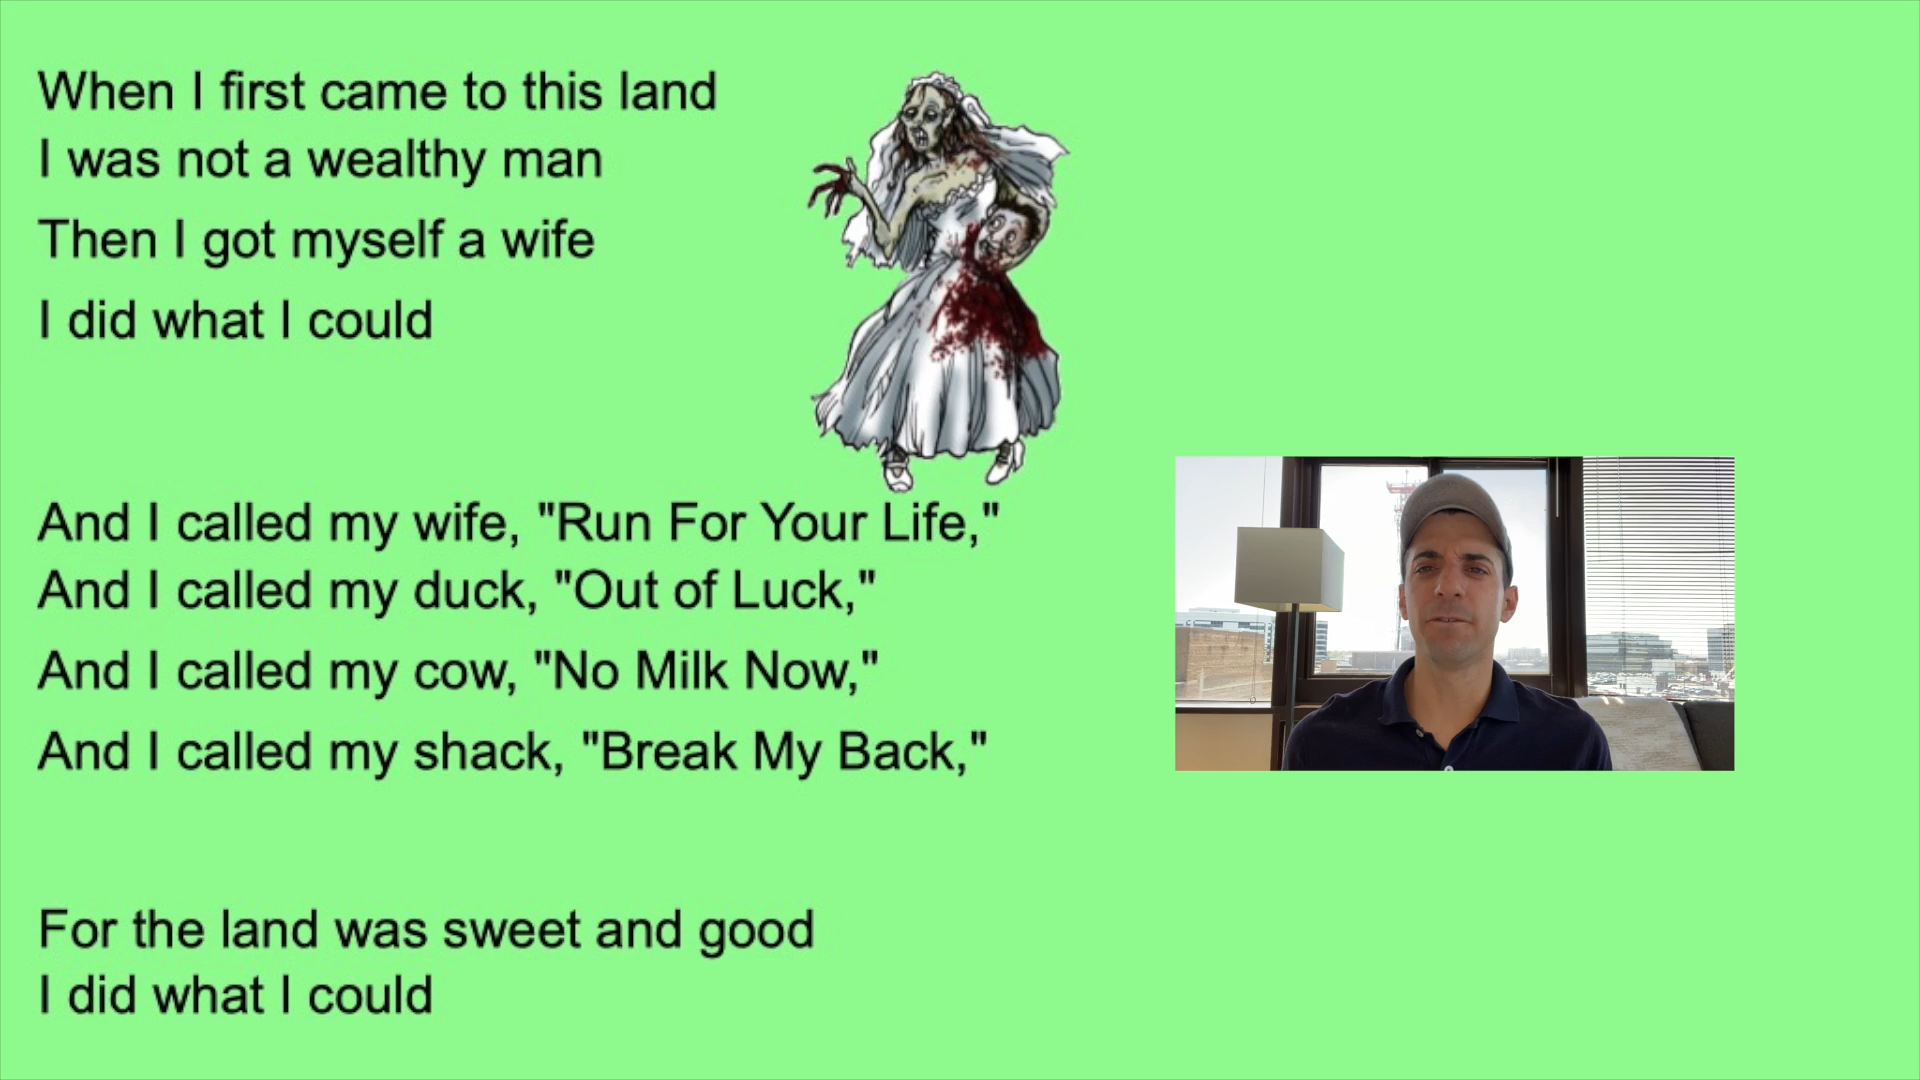 When I first came to this land
I was not a wealthy man
Then I got myself a wife
I did what I could
And I called my wife, "Run For Your Life,"
And I called my duck, "Out of Luck,"
And I called my cow, "No Milk Now,"
And I called my shack, "Break My Back,"
For the land was sweet and good
I did what I could